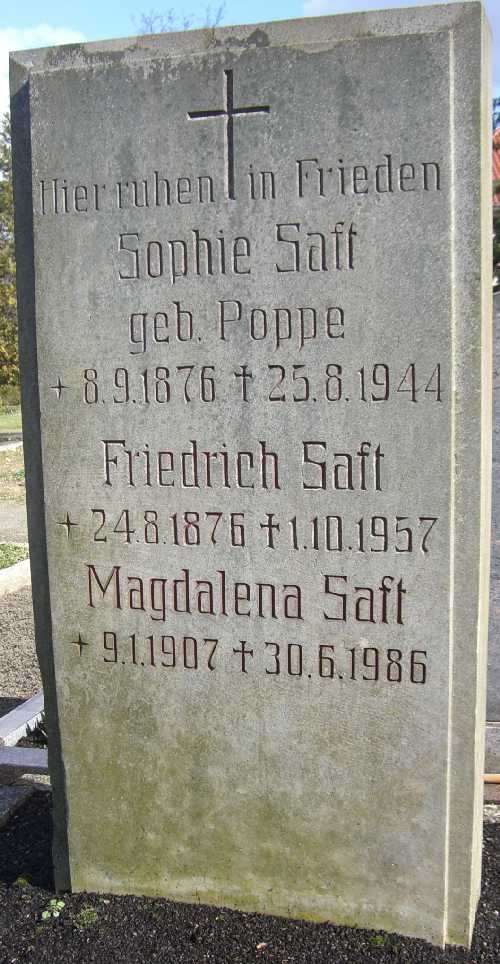 Hier ruhen in Frieden
Sophie Saft
geb. Poppe
+ 8.9.1876 † 25.8.1944
Friedrich Saft
+ 24.8.1876 † 1.10.1957
Magdalena Saft
+ 9.1.1907 † 30.6.1986